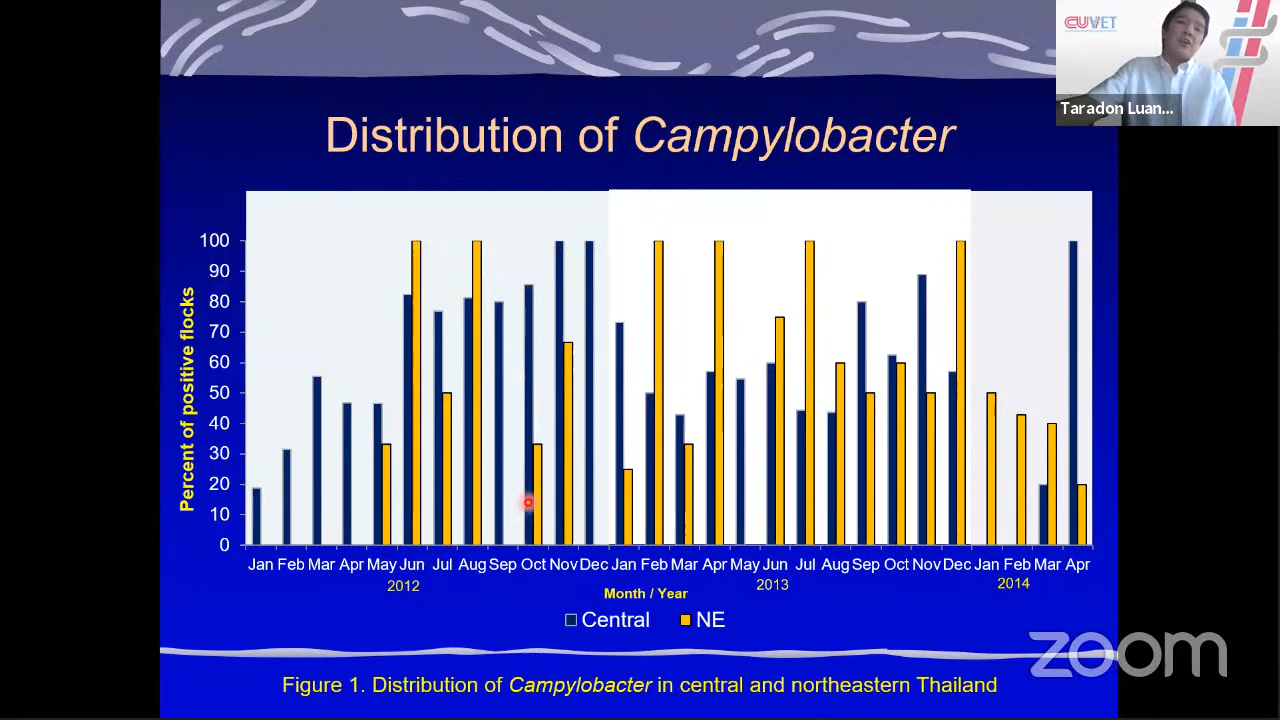 CUVET
Taradon Luan...
Distribution of Campylobacter
Percent of positive flocks
100
90
80
70
60
50
40
30
20
10
0
Jan Feb Mar Apr May Jun Jul Aug Sep Oct Nov Dec Jan Feb Mar Apr May Jun Jul Aug Sep Oct Nov Dec Jan Feb Mar Apr
2012 2013 2014
Month / Year
Central NE
zoom
Figure 1. Distribution of Campylobacter in central and northeastern Thailand